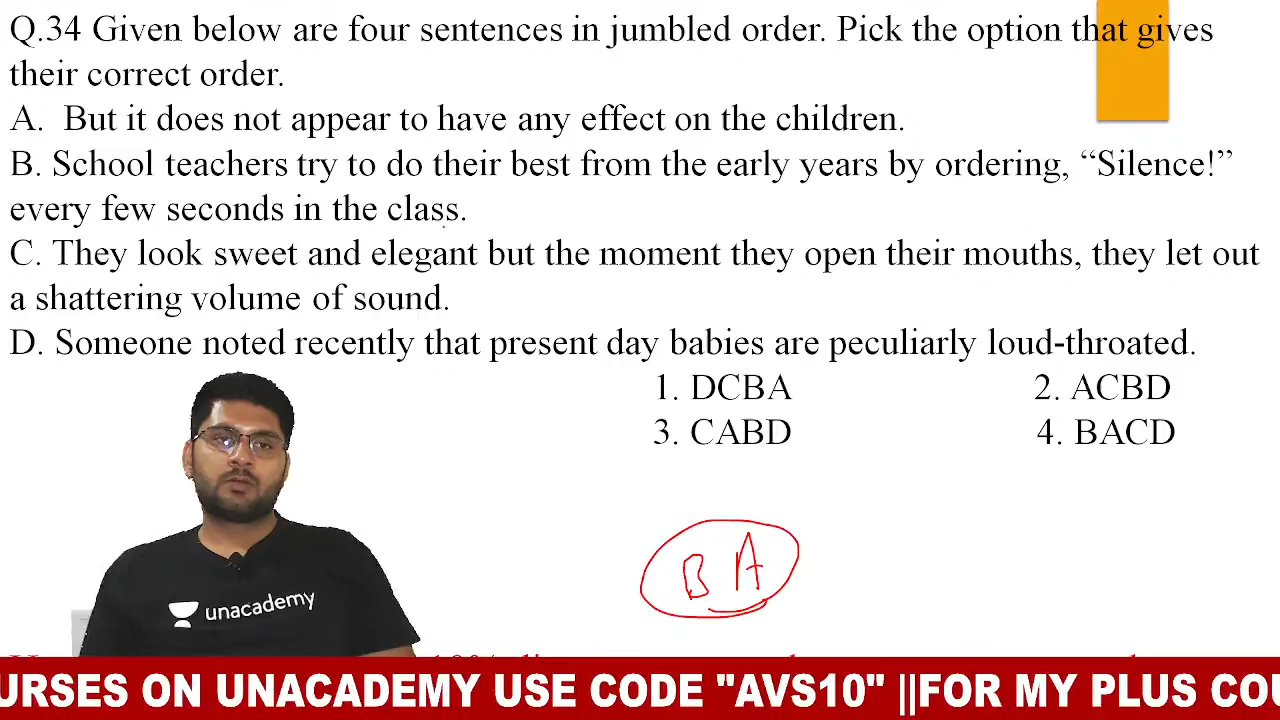 Q.34 Given below are four sentences in jumbled order. Pick the option that gives
their correct order.
A.  But it does not appear to have any effect on the children.
B. School teachers try to do their best from the early years by ordering, “Silence!”
every few seconds in the class.
C. They look sweet and elegant but the moment they open their mouths, they let out
a shattering volume of sound.
D. Someone noted recently that present day babies are peculiarly loud-throated.
1. DCBA 2. ACBD
3. CABD 4. BACD
B A
unacademy
URSES ON UNACADEMY USE CODE "AVS10" ||FOR MY PLUS COU